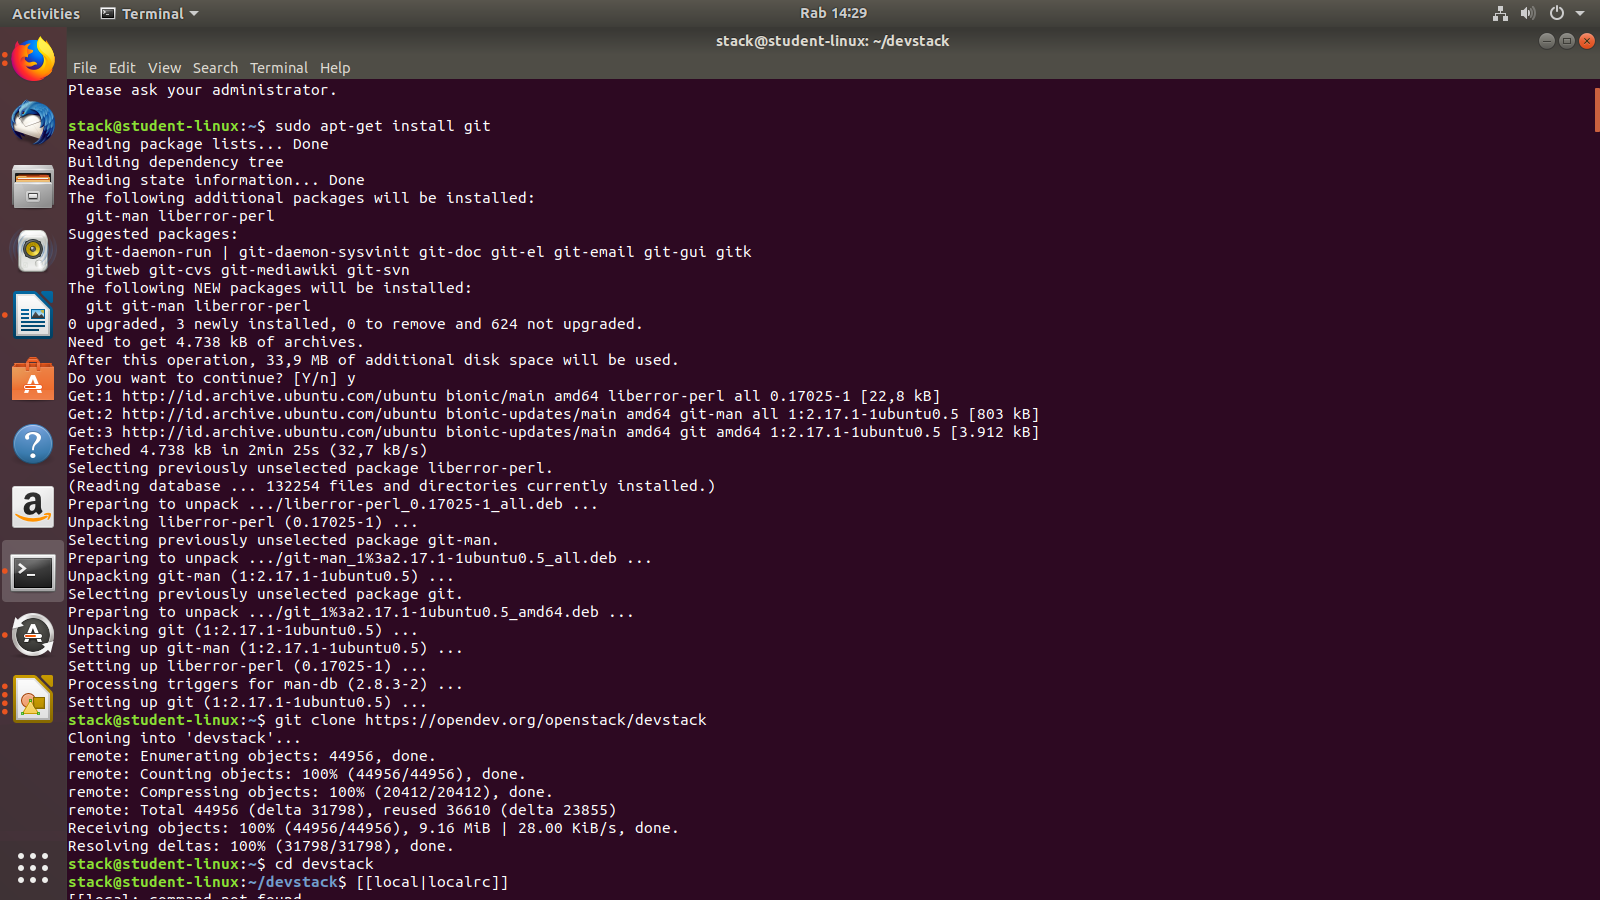 Activities Terminal Rab 14:29
stack@student-linux: ~/devstack
File Edit View Search Terminal Help
Please ask your administrator.
stack@student-linux:~$ sudo apt-get install git
Reading package lists... Done
Building dependency tree
Reading state information... Done
The following additional packages will be installed:
  git-man liberror-perl
Suggested packages:
  git-daemon-run | git-daemon-sysvinit git-doc git-el git-email git-gui gitk
  gitweb git-cvs git-mediawiki git-svn
The following NEW packages will be installed:
  git git-man liberror-perl
0 upgraded, 3 newly installed, 0 to remove and 624 not upgraded.
Need to get 4.738 kB of archives.
After this operation, 33,9 MB of additional disk space will be used.
Do you want to continue? [Y/n] y
Get:1 http://id.archive.ubuntu.com/ubuntu bionic/main amd64 liberror-perl all 0.17025-1 [22,8 kB]
Get:2 http://id.archive.ubuntu.com/ubuntu bionic-updates/main amd64 git-man all 1:2.17.1-1ubuntu0.5 [803 kB]
Get:3 http://id.archive.ubuntu.com/ubuntu bionic-updates/main amd64 git amd64 1:2.17.1-1ubuntu0.5 [3.912 kB]
Fetched 4.738 kB in 2min 25s (32,7 kB/s)
Selecting previously unselected package liberror-perl.
(Reading database ... 132254 files and directories currently installed.)
Preparing to unpack .../liberror-perl_0.17025-1_all.deb ...
Unpacking liberror-perl (0.17025-1) ...
Selecting previously unselected package git-man.
Preparing to unpack .../git-man_1%3a2.17.1-1ubuntu0.5_all.deb ...
Unpacking git-man (1:2.17.1-1ubuntu0.5) ...
Selecting previously unselected package git.
Preparing to unpack .../git_1%3a2.17.1-1ubuntu0.5_amd64.deb ...
Unpacking git (1:2.17.1-1ubuntu0.5) ...
Setting up git-man (1:2.17.1-1ubuntu0.5) ...
Setting up liberror-perl (0.17025-1) ...
Processing triggers for man-db (2.8.3-2) ...
Setting up git (1:2.17.1-1ubuntu0.5) ...
stack@student-linux:~$ git clone https://opendev.org/openstack/devstack
Cloning into 'devstack'...
remote: Enumerating objects: 44956, done.
remote: Counting objects: 100% (44956/44956), done.
remote: Compressing objects: 100% (20412/20412), done.
remote: Total 44956 (delta 31798), reused 36610 (delta 23855)
Receiving objects: 100% (44956/44956), 9.16 MiB | 28.00 KiB/s, done.
Resolving deltas: 100% (31798/31798), done.
stack@student-linux:~$ cd devstack
stack@student-linux:~/devstack$ [[local|localrc]]
[[local: command not found